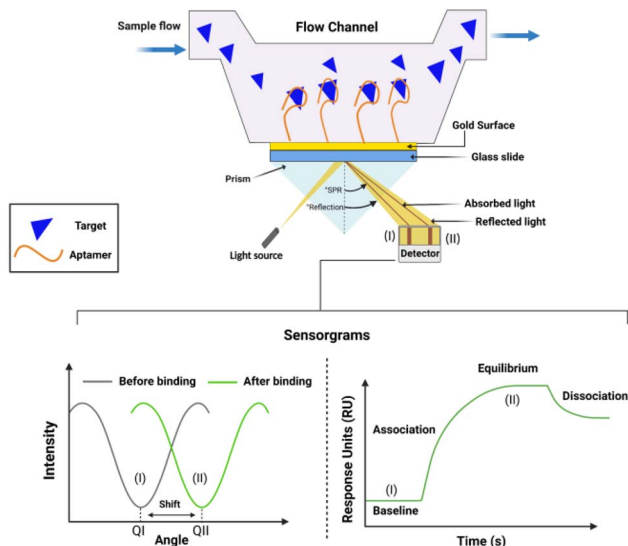 Flow Channel
Sample flow
Gold Surface
Glass slide
Prism
°SPR
°Reflection
Absorbed light
Reflected light
(I)
(II)
Light source
Detector
Target
Aptamer
Sensorgrams
Before binding
After binding
Intensity
(I)
(II)
Shift
QI
QII
Angle
Equilibrium
(II)
Dissociation
Association
Response Units (RU)
(I)
Baseline
Time (s)